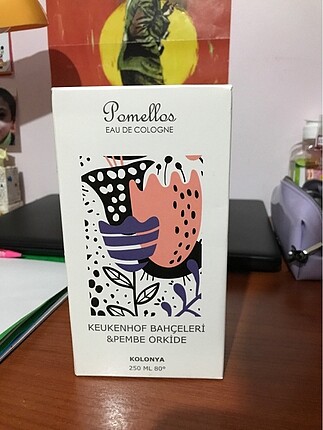 Pomellos
EAU DE COLOGNE
KEUKENHOF BAHÇELERİ
&PEMBE ORKİDE
KOLONYA
250 ML 80°